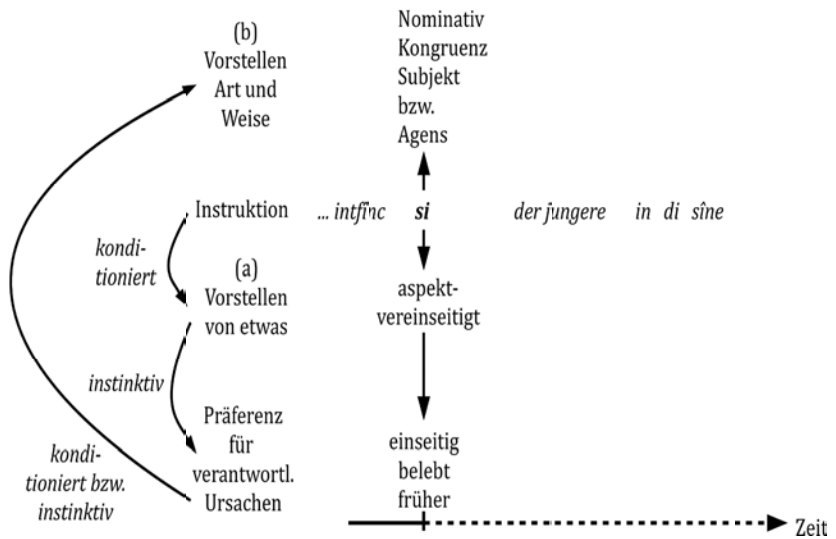 (b)
Vorstellen
Art und
Weise
Nominativ
Kongruenz
Subjekt
bzw.
Agens
Instruktion ... intfinc si der jungere in di sîne
kondi-
tioniert
(a)
Vorstellen
von etwas
aspekt-
vereinseitigt
instinktiv
Präferenz
für
verantwortl.
Ursachen
einseitig
belebt
früher
kondi-
tioniert bzw.
instinktiv
Zeit